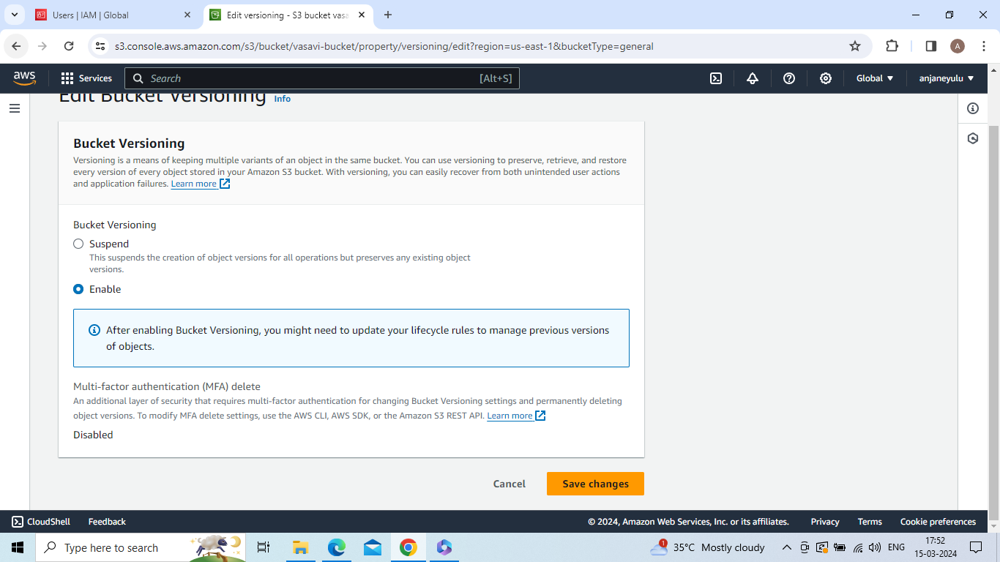 Users | IAM | Global
Edit versioning - S3 bucket vasa
s3.console.aws.amazon.com/s3/bucket/vasavi-bucket/property/versioning/edit?region=us-east-1&bucketType=general
A
aws
Services
Search
[Alt+S]
Global
anjaneyulu
Edit Bucket Versioning Info
Bucket Versioning
Versioning is a means of keeping multiple variants of an object in the same bucket. You can use versioning to preserve, retrieve, and restore
every version of every object stored in your Amazon S3 bucket. With versioning, you can easily recover from both unintended user actions
and application failures. Learn more
Bucket Versioning
Suspend
This suspends the creation of object versions for all operations but preserves any existing object
versions.
Enable
After enabling Bucket Versioning, you might need to update your lifecycle rules to manage previous versions
of objects.
Multi-factor authentication (MFA) delete
An additional layer of security that requires multi-factor authentication for changing Bucket Versioning settings and permanently deleting
object versions. To modify MFA delete settings, use the AWS CLI, AWS SDK, or the Amazon S3 REST API. Learn more
Disabled
Cancel
Save changes
CloudShell
Feedback
© 2024, Amazon Web Services, Inc. or its affiliates.
Privacy
Terms
Cookie preferences
Type here to search
1
35°C Mostly cloudy
ENG
17:52
15-03-2024